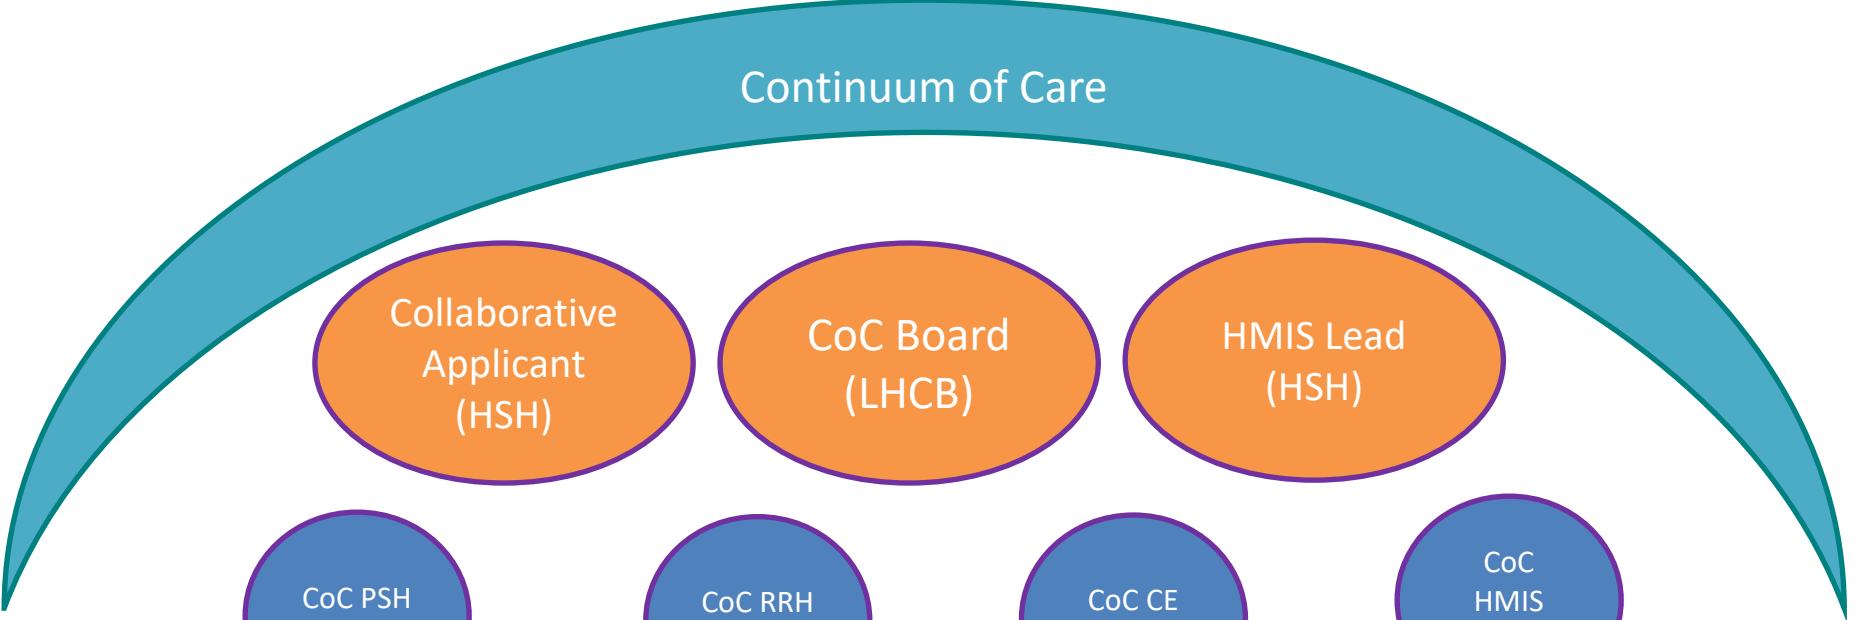 Continuum of Care
Collaborative
Applicant
(HSH)
CoC Board
(LHCB)
HMIS Lead
(HSH)
CoC PSH
CoC RRH
CoC CE
CoC
HMIS